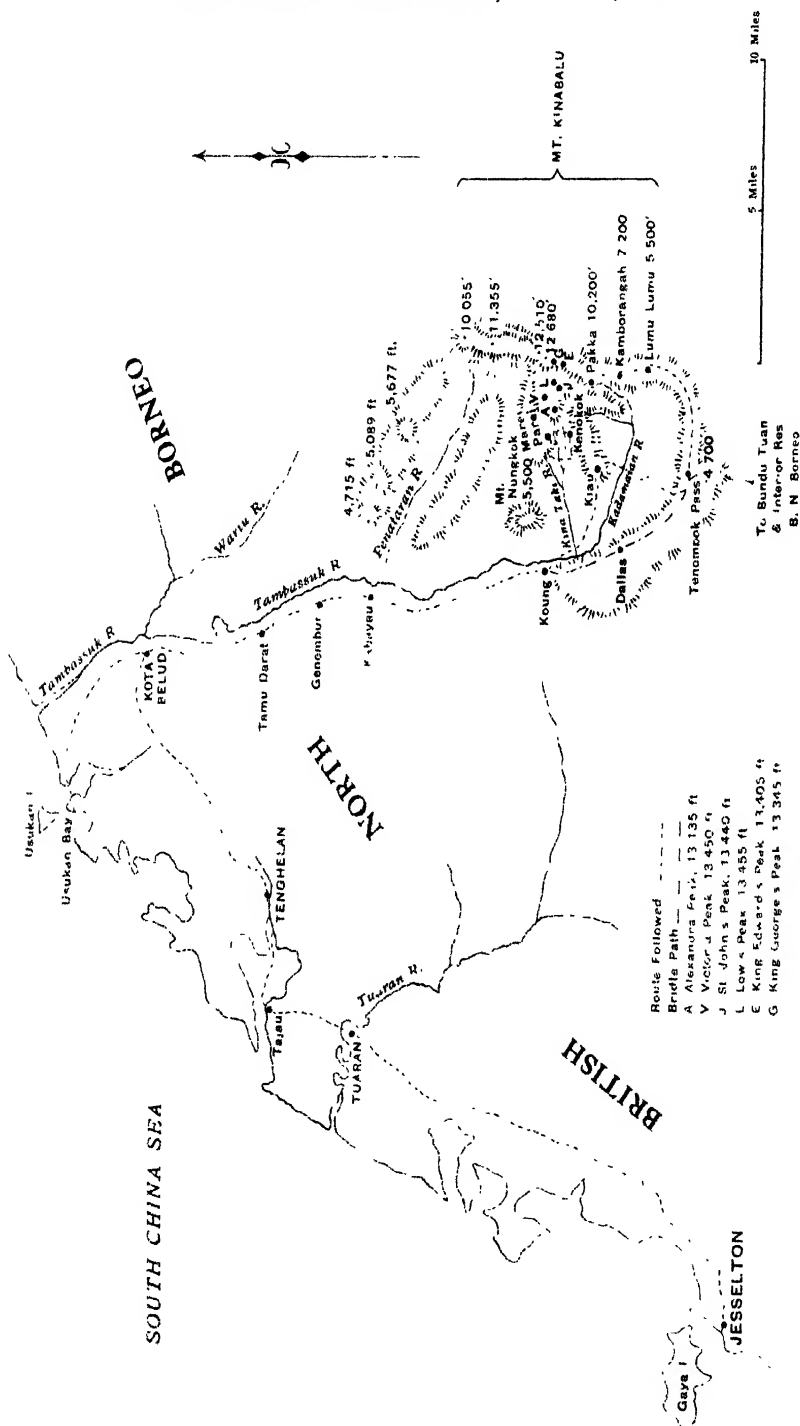 SOUTH CHINA SEA
BRITISH
NORTH
BORNEO
Gaya I
JESSELTON
TUARAN
Tuaran R.
Tajau
TENGHELAN
Usukan I
Usukan Bay
Tambassuk R
KOTA
BELUD
Wariu R.
Tambassuk R
Tamu Darat
Genambur
Kabayau
Koung
Dallas
Tenompok Pass
4,700'
4,715 ft
5,089 ft
5,677 ft.
Penataran R
Mt.
Nungkok
5,500
Kina Taki R.
Kiau
Kenokok
Kadamaian R
10 055'
11,355'
12,510'
12 680'
A
V
L
J
G
E
Pakka 10,200'
Kamborangah 7 200
Lumu Lumu 5 500'
MT. KINABALU
To Bundu Tuan
& Interior Res
B. N Borneo
5 Miles
10 Miles
Route Followed
Bridle Path
A Alexandra Peak, 13 135 ft
V Victoria Peak 13 450 ft
J St John s Peak, 13 440 ft
L Low s Peak 13 455 ft
E King Edward s Peak 13,405 ft
G King George s Peak 13 345 ft